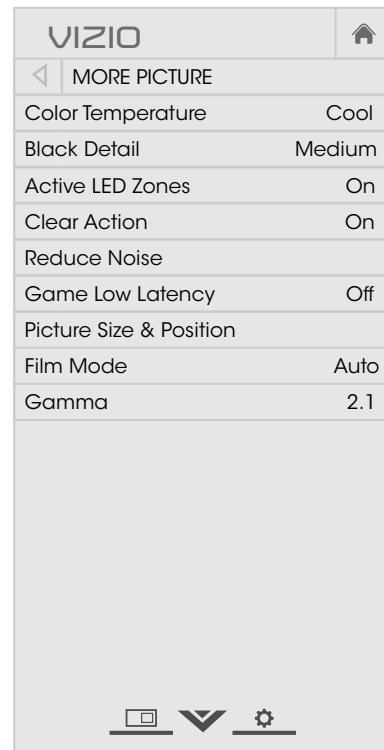 VIZIO
MORE PICTURE
Color Temperature Cool
Black Detail Medium
Active LED Zones On
Clear Action On
Reduce Noise
Game Low Latency Off
Picture Size & Position
Film Mode Auto
Gamma 2.1